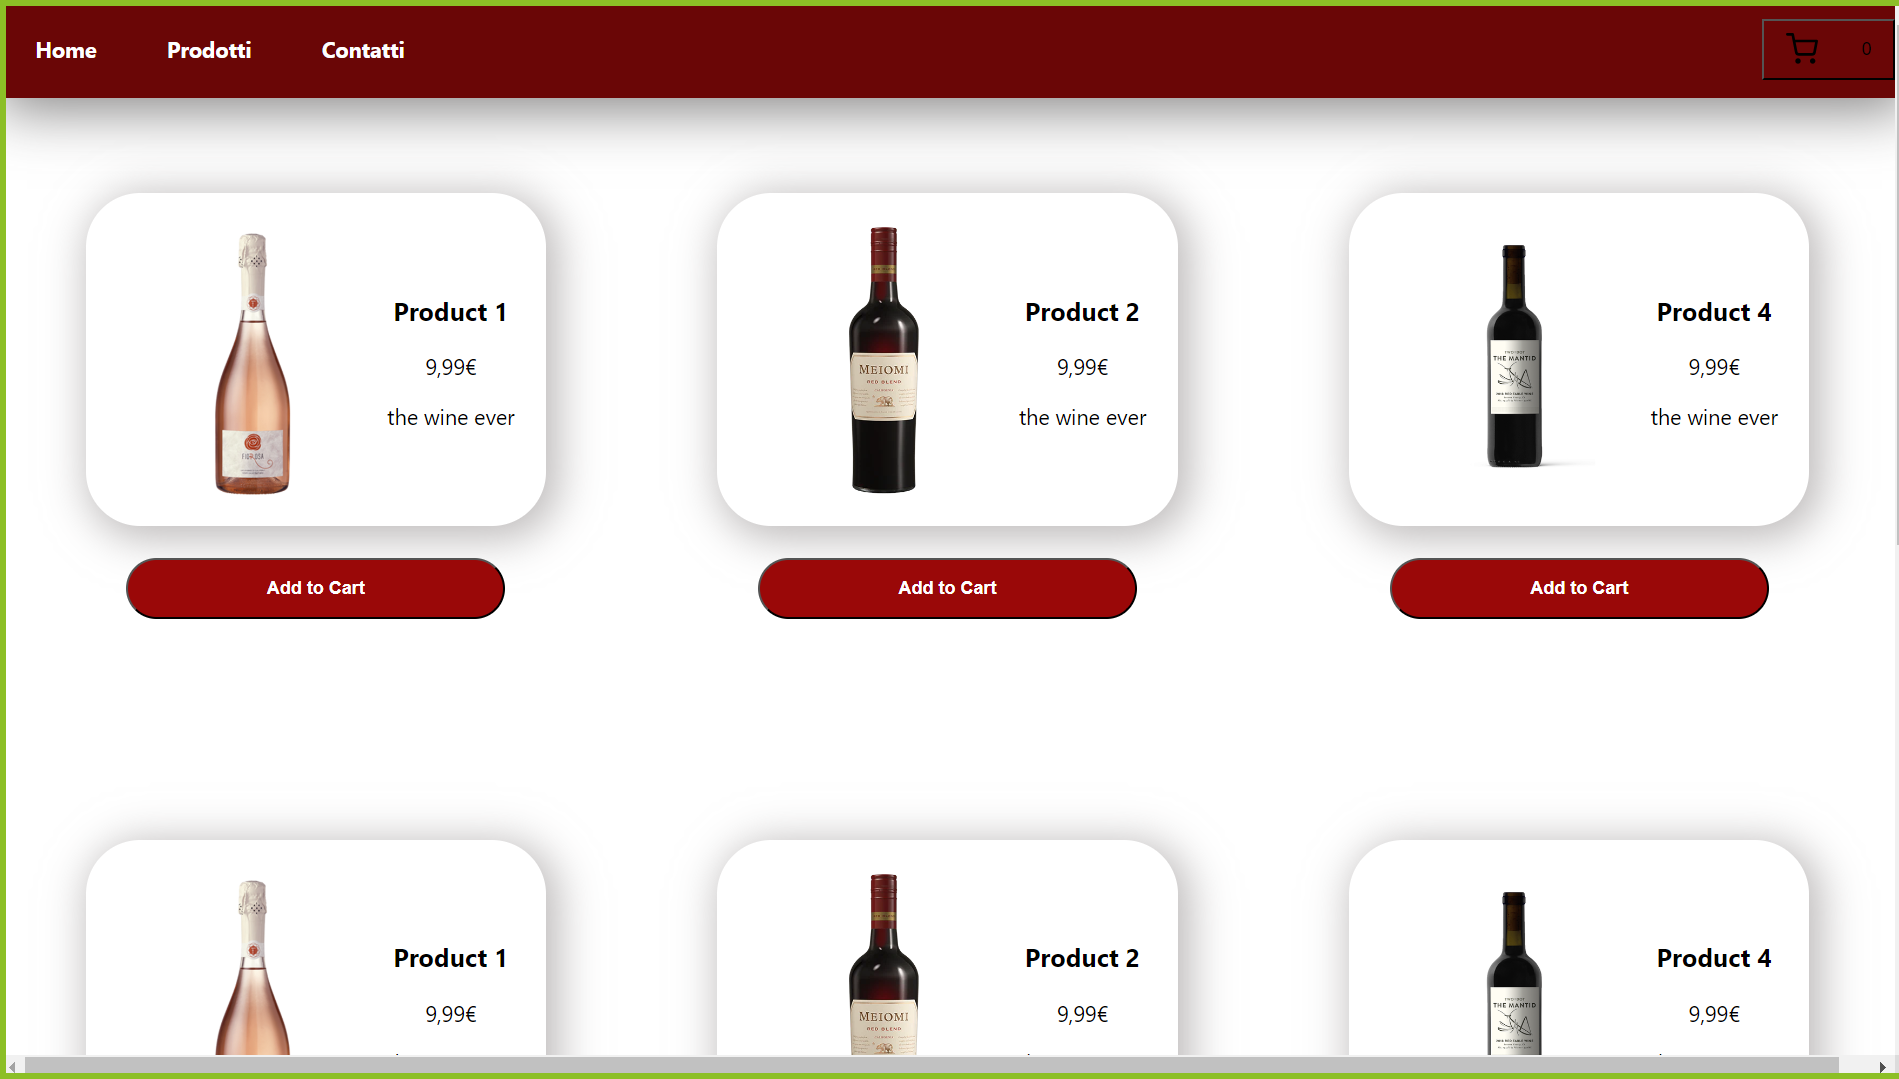 Home Prodotti Contatti 0
Product 1
9,99€
the wine ever
MEIOMI
RED BLEND
Product 2
9,99€
the wine ever
THE MANTID
Product 4
9,99€
the wine ever
Add to Cart Add to Cart Add to Cart
Product 1
9,99€
MEIOMI
RED BLEND
Product 2
9,99€
THE MANTID
Product 4
9,99€